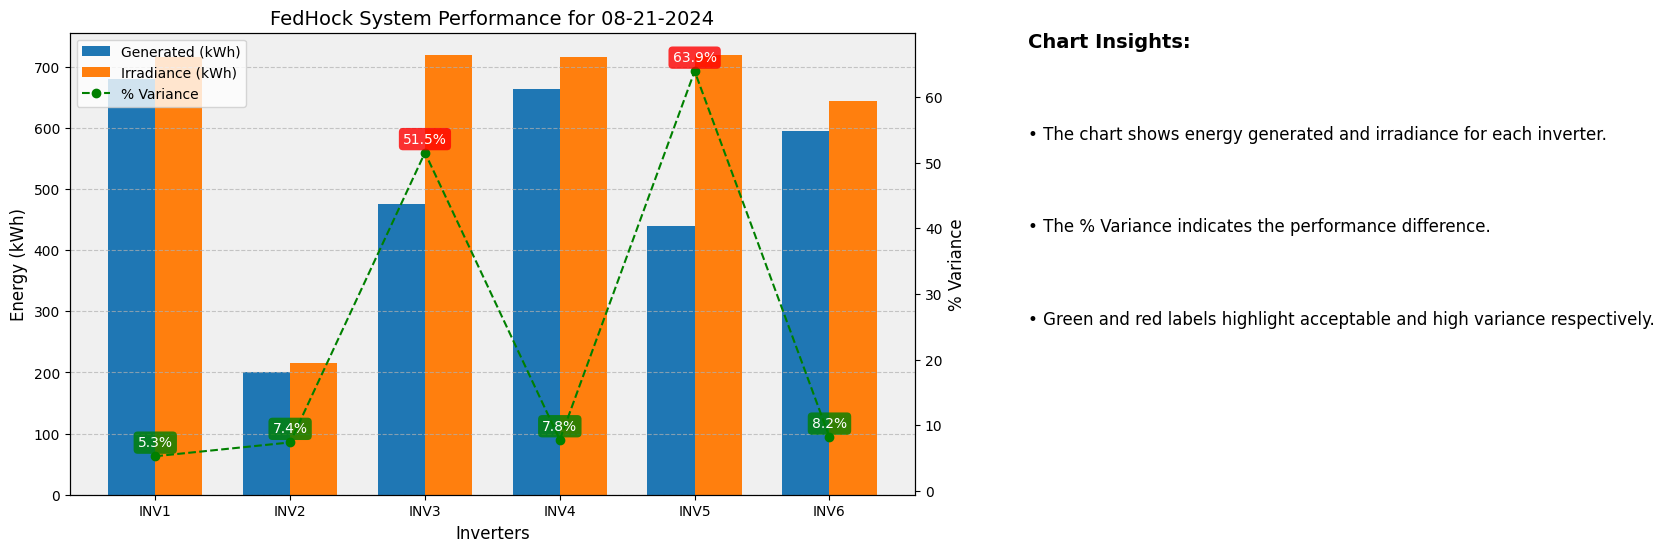 FedHock System Performance for 08-21-2024
Generated (kWh)
Irradiance (kWh)
% Variance
Energy (kWh)
700
600
500
400
300
200
100
0
5.3%
7.4%
51.5%
7.8%
63.9%
8.2%
60
50
40
30
20
10
0
% Variance
INV1 INV2 INV3 INV4 INV5 INV6
Inverters
Chart Insights:
• The chart shows energy generated and irradiance for each inverter.
• The % Variance indicates the performance difference.
• Green and red labels highlight acceptable and high variance respectively.